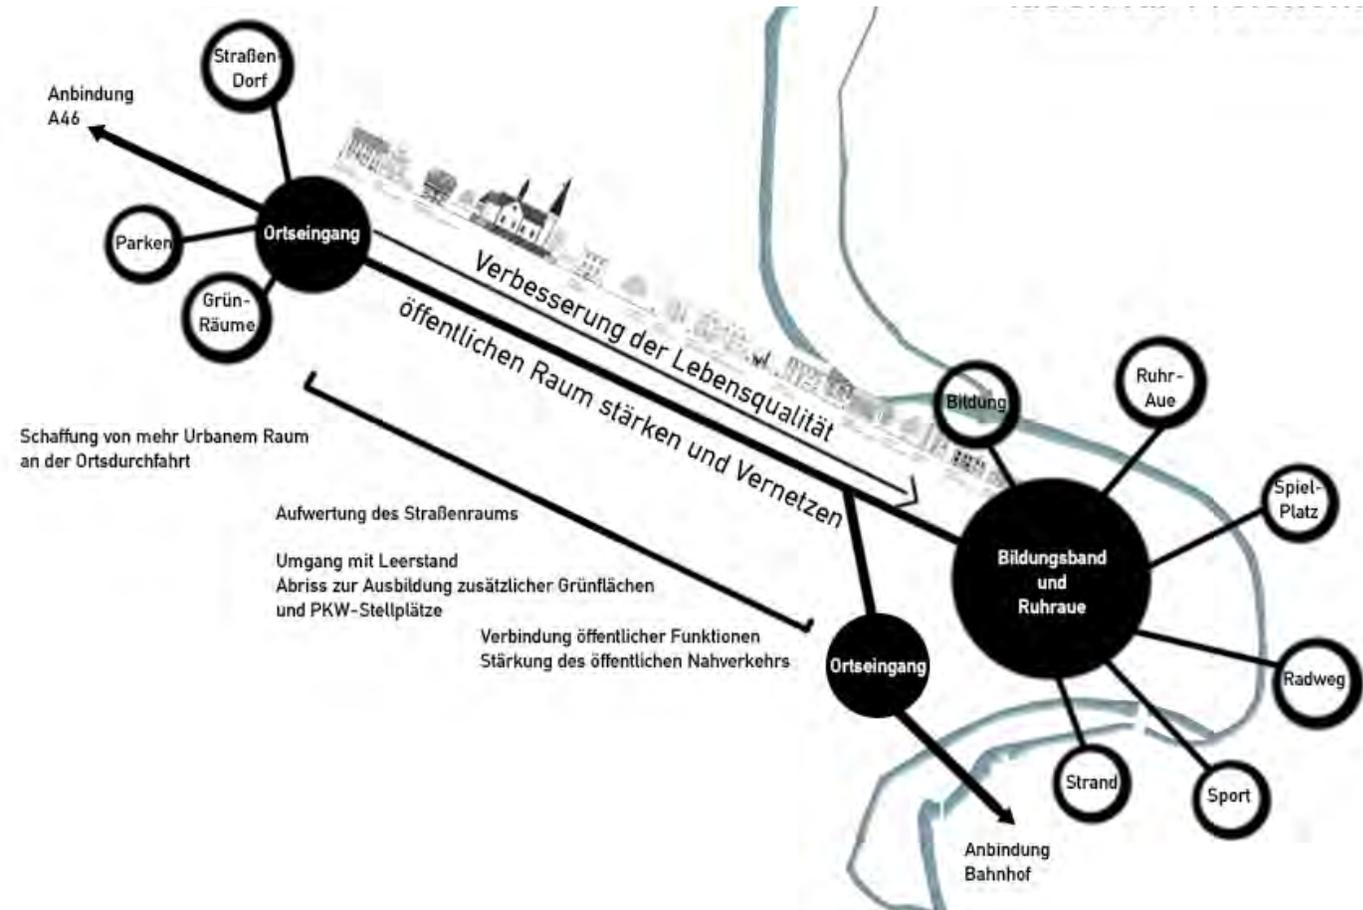 Straßen-
Dorf
Anbindung
A46
Parken
Ortseingang
Grün-
Räume
Verbesserung der Lebensqualität
öffentlichen Raum stärken und Vernetzen
Schaffung von mehr Urbanem Raum
an der Ortsdurchfahrt
Aufwertung des Straßenraums
Umgang mit Leerstand
Abriss zur Ausbildung zusätzlicher Grünflächen
und PKW-Stellplätze
Verbindung öffentlicher Funktionen
Stärkung des öffentlichen Nahverkehrs
Bildung
Ruhr-
Aue
Spiel-
Platz
Bildungsband
und
Ruhraue
Ortseingang
Radweg
Strand
Sport
Anbindung
Bahnhof